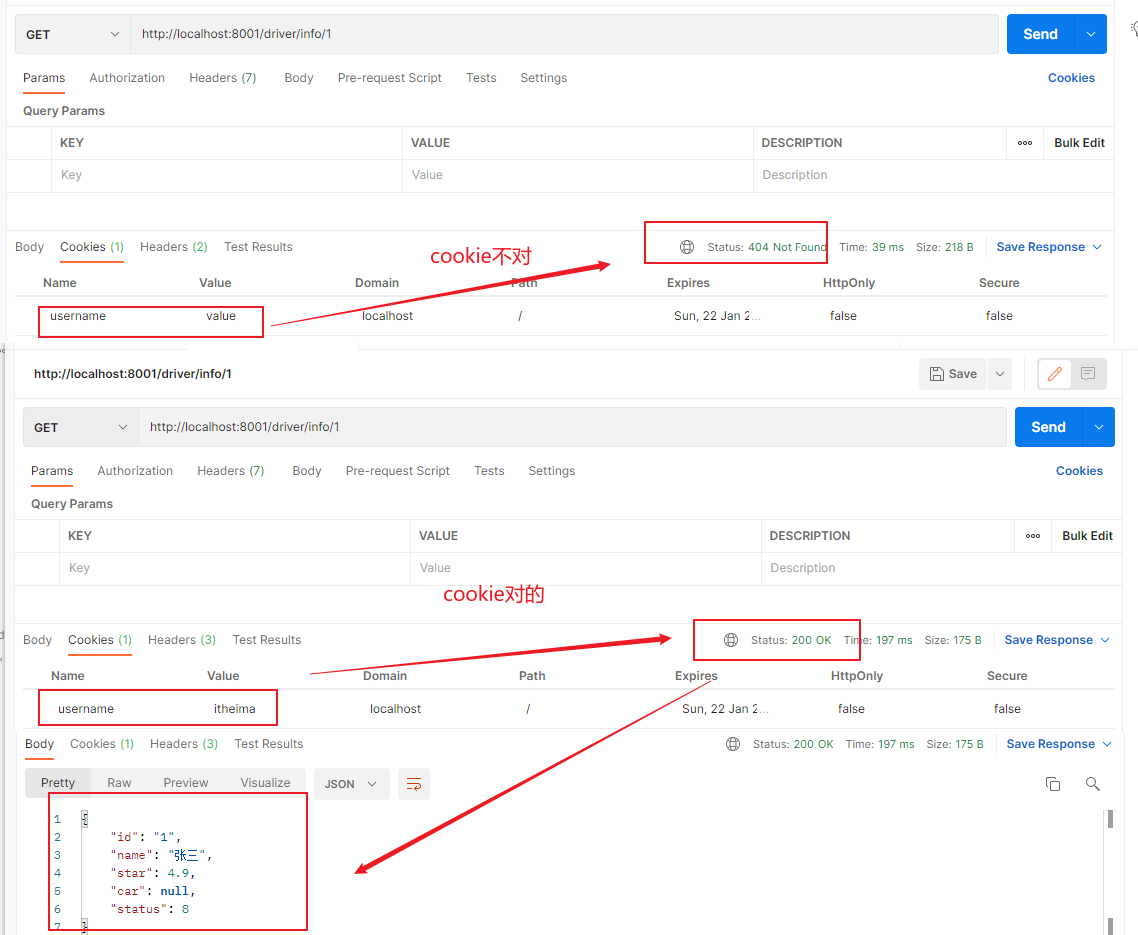 GET http://localhost:8001/driver/info/1 Send
Params Authorization Headers (7) Body Pre-request Script Tests Settings Cookies
Query Params
KEY VALUE DESCRIPTION Bulk Edit
Key Value Description
Body Cookies (1) Headers (2) Test Results Status: 404 Not Found Time: 39 ms Size: 218 B Save Response
cookie不对
Name Value Domain Path Expires HttpOnly Secure
username value localhost / Sun, 22 Jan 2... false false
http://localhost:8001/driver/info/1 Save
GET http://localhost:8001/driver/info/1 Send
Params Authorization Headers (7) Body Pre-request Script Tests Settings Cookies
Query Params
KEY VALUE DESCRIPTION Bulk Edit
Key Value Description
cookie对的
Body Cookies (1) Headers (3) Test Results Status: 200 OK Time: 197 ms Size: 175 B Save Response
Name Value Domain Path Expires HttpOnly Secure
username itheima localhost / Sun, 22 Jan 2... false false
Body Cookies (1) Headers (3) Test Results Status: 200 OK Time: 197 ms Size: 175 B Save Response
Pretty Raw Preview Visualize JSON
1 {
2 "id": "1",
3 "name": "张三",
4 "star": 4.9,
5 "car": null,
6 "status": 8
7 }